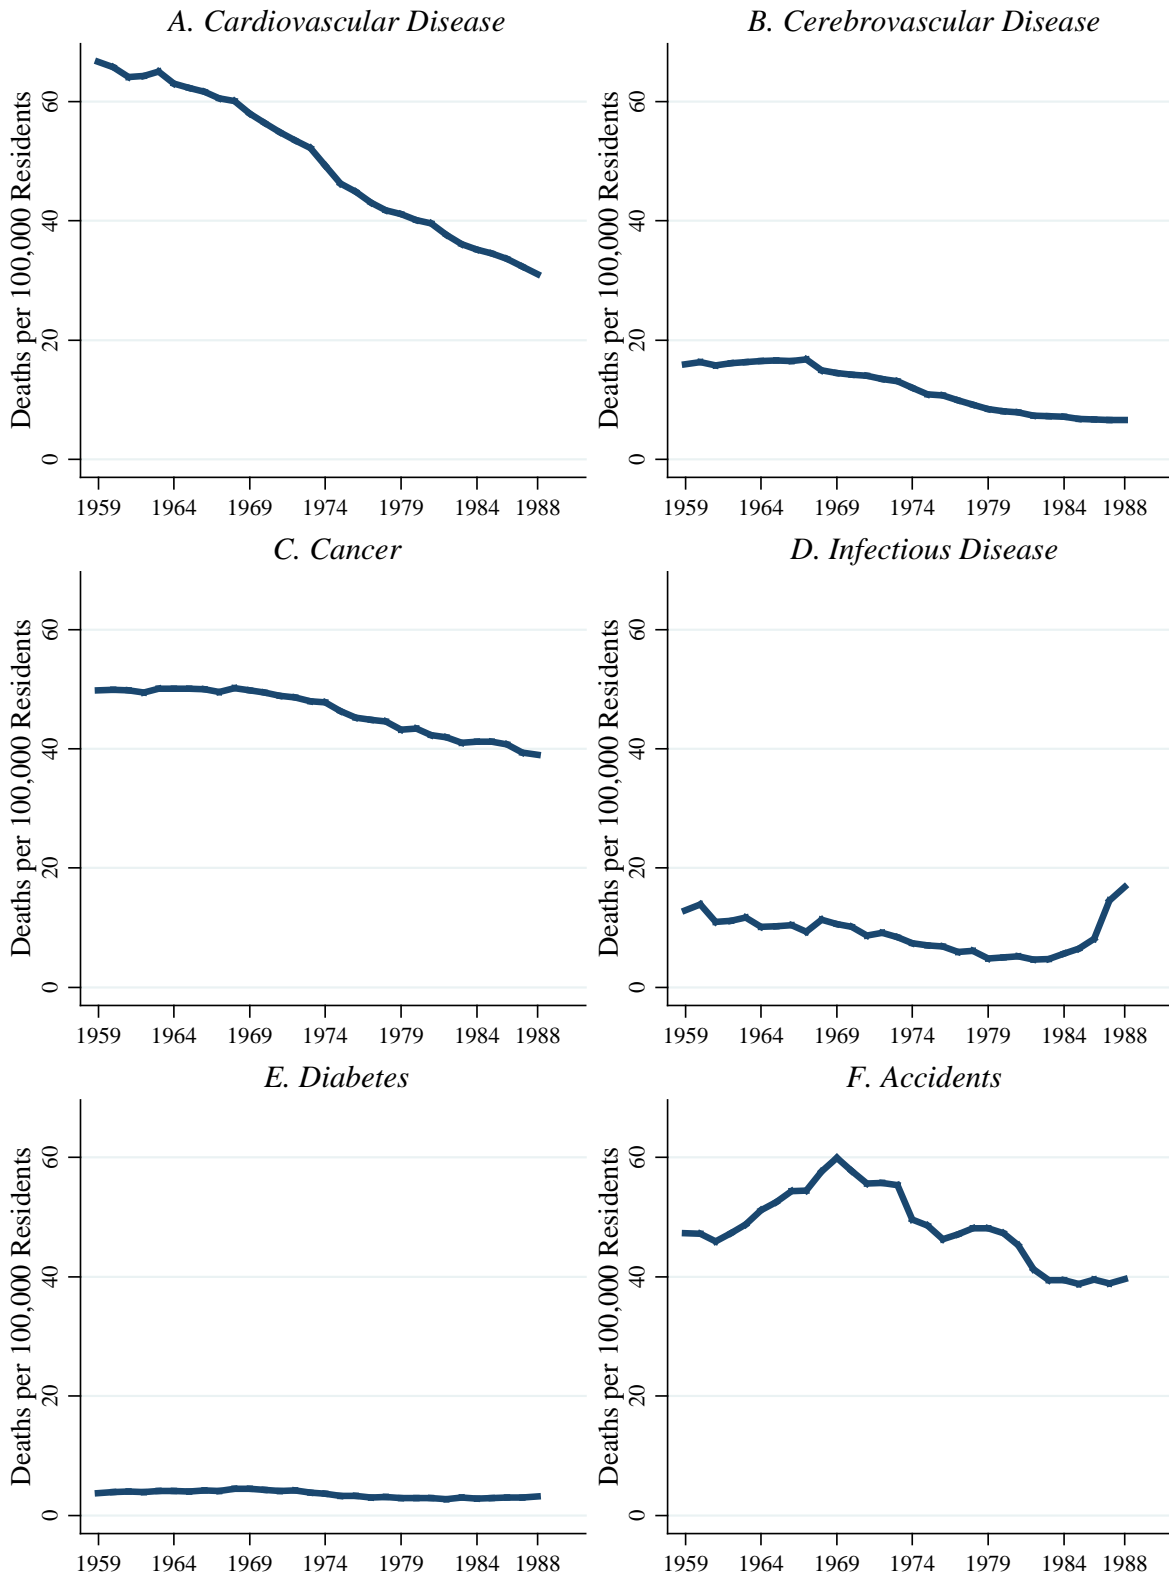 A. Cardiovascular Disease
Deaths per 100,000 Residents
60
40
20
0
1959 1964 1969 1974 1979 1984 1988
B. Cerebrovascular Disease
Deaths per 100,000 Residents
60
40
20
0
1959 1964 1969 1974 1979 1984 1988
C. Cancer
Deaths per 100,000 Residents
60
40
20
0
1959 1964 1969 1974 1979 1984 1988
D. Infectious Disease
Deaths per 100,000 Residents
60
40
20
0
1959 1964 1969 1974 1979 1984 1988
E. Diabetes
Deaths per 100,000 Residents
60
40
20
0
1959 1964 1969 1974 1979 1984 1988
F. Accidents
Deaths per 100,000 Residents
60
40
20
0
1959 1964 1969 1974 1979 1984 1988